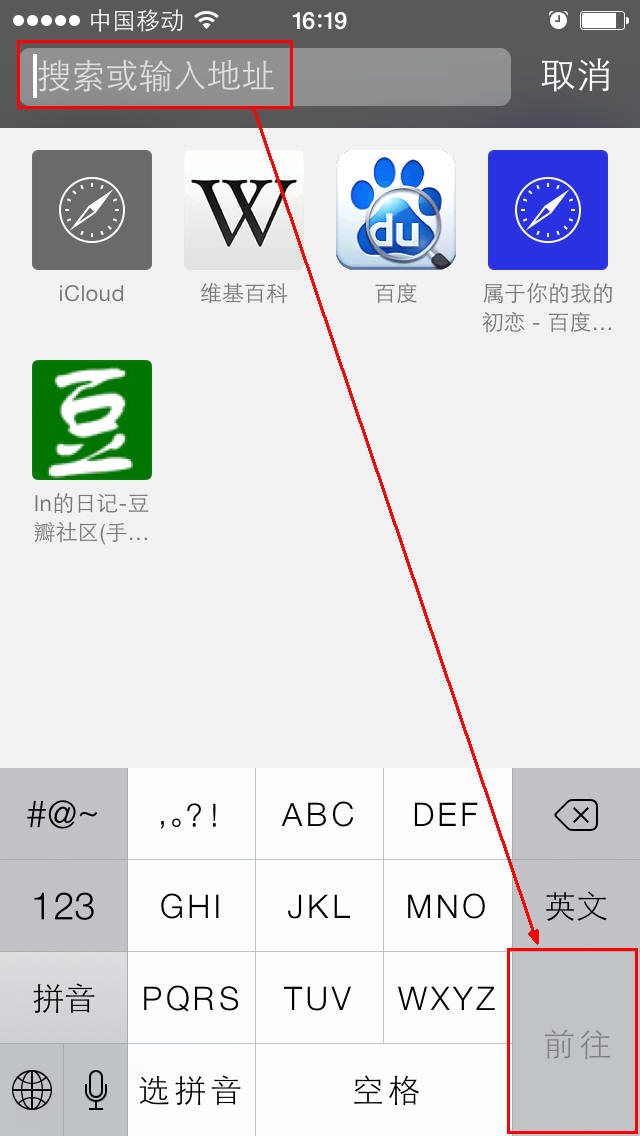 中国移动 16:19
搜索或输入地址 取消
W du
iCloud 维基百科 百度 属于你的我的
初恋 - 百度...
豆
In的日记-豆
瓣社区(手...
#@~ ,。?! ABC DEF
123 GHI JKL MNO 英文
拼音 PQRS TUV WXYZ
前往
选拼音 空格